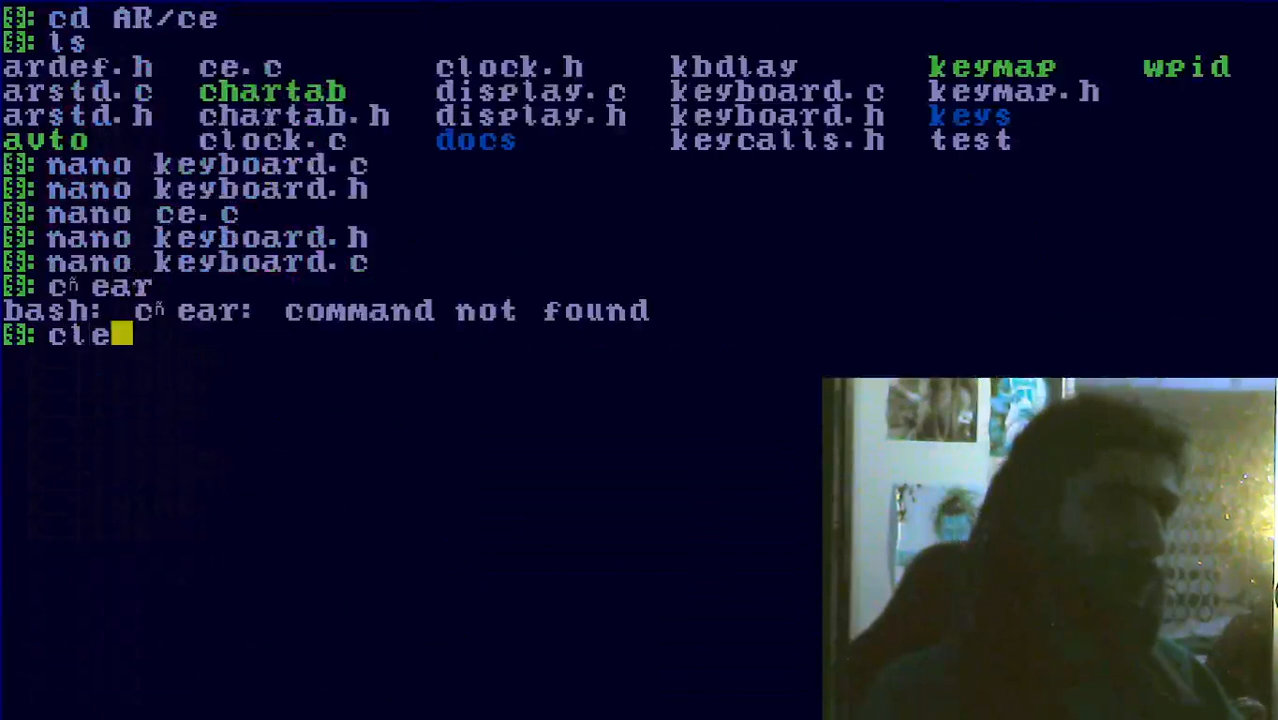 §§: cd AR/ce
§§: ls
ardef.h ce.c clock.h kbdlay keymap wpid
arstd.c chartab display.c keyboard.c keymap.h
arstd.h chartab.h display.h keyboard.h keys
avto clock.c docs keycalls.h test
§§: nano keyboard.c
§§: nano keyboard.h
§§: nano ce.c
§§: nano keyboard.h
§§: nano keyboard.c
§§: cñear
bash: cñear: command not found
§§: cle